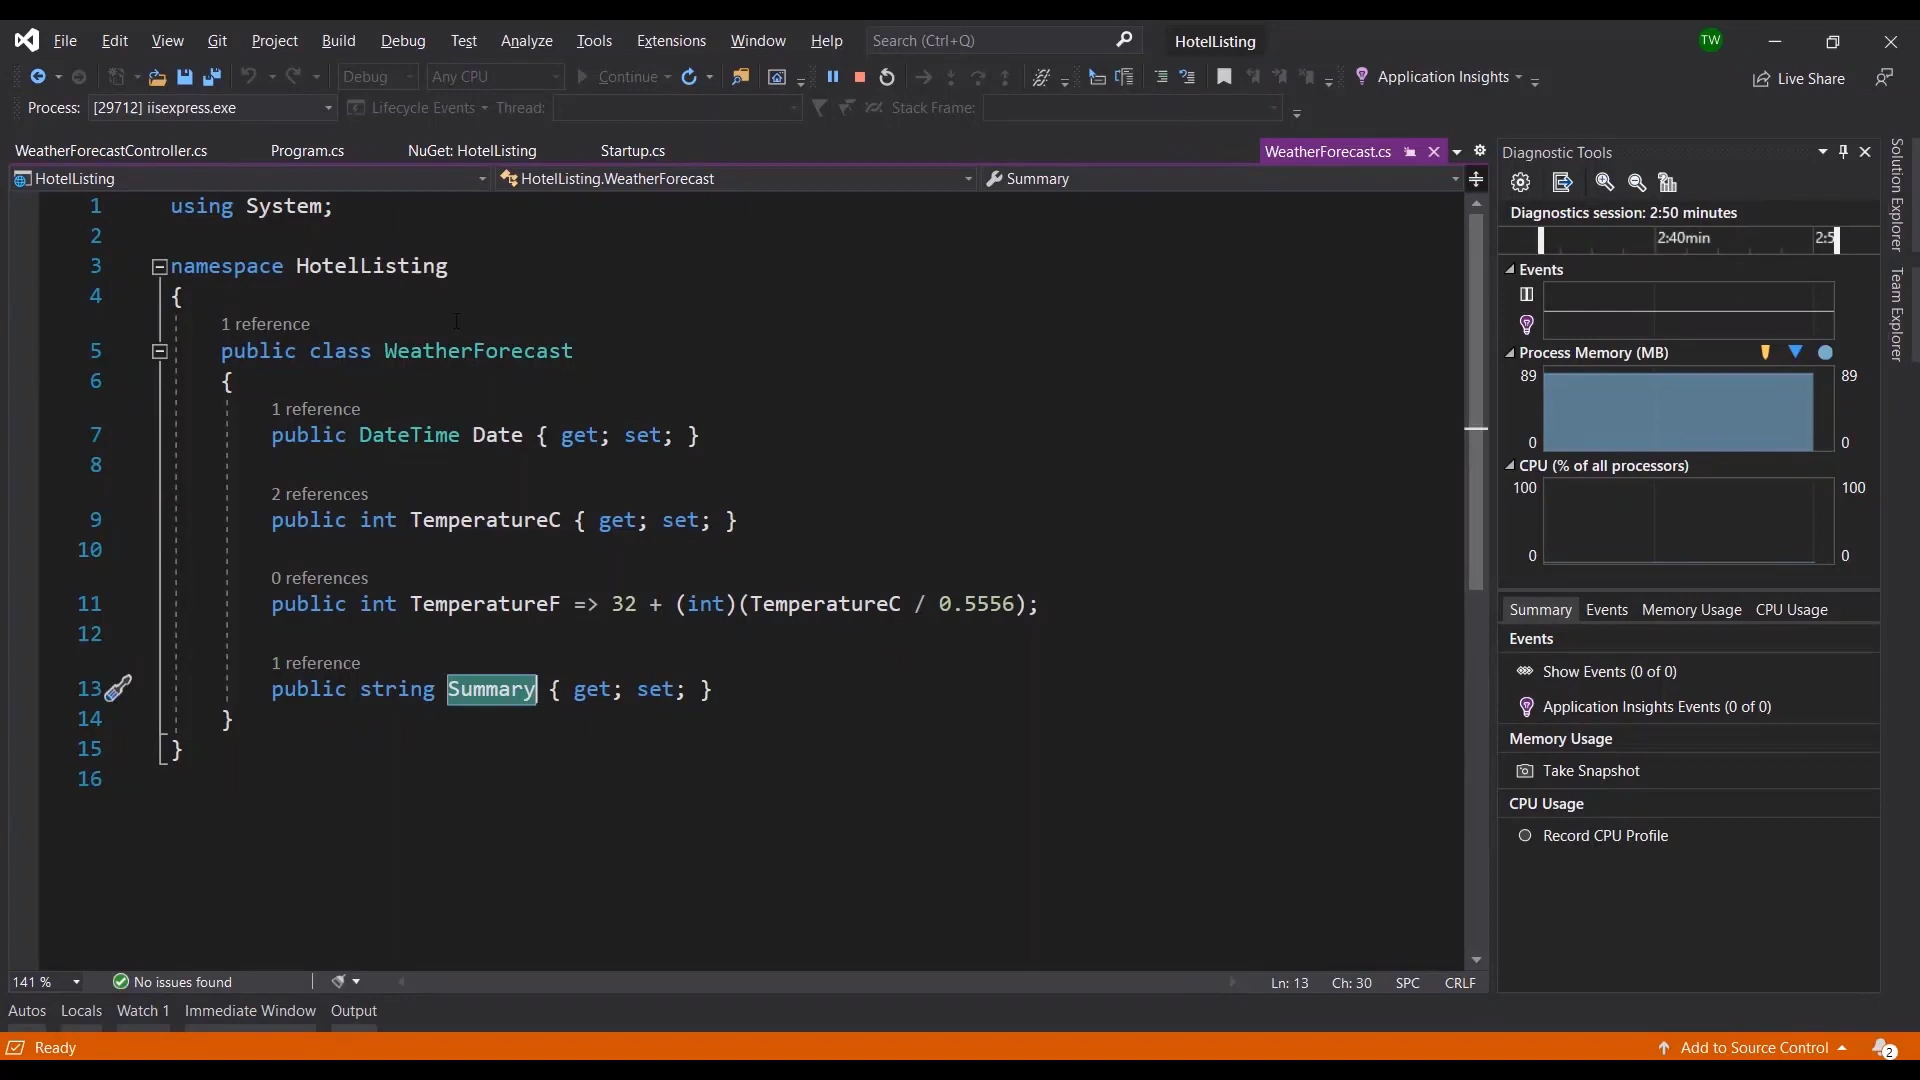 File Edit View Git Project Build Debug Test Analyze Tools Extensions Window Help Search (Ctrl+Q) HotelListing TW
Debug Any CPU Continue Application Insights Live Share
Process: [29712] iisexpress.exe Lifecycle Events Thread: Stack Frame:
WeatherForecastController.cs Program.cs NuGet: HotelListing Startup.cs WeatherForecast.cs
HotelListing HotelListing.WeatherForecast Summary
1 using System;
2
3 namespace HotelListing
4 {
1 reference
5 public class WeatherForecast
6 {
1 reference
7 public DateTime Date { get; set; }
8
2 references
9 public int TemperatureC { get; set; }
10
0 references
11 public int TemperatureF => 32 + (int)(TemperatureC / 0.5556);
12
1 reference
13 public string Summary { get; set; }
14 }
15 }
16
141 % No issues found Ln: 13 Ch: 30 SPC CRLF
Autos Locals Watch 1 Immediate Window Output
Diagnostic Tools
Diagnostics session: 2:50 minutes
2:40min 2:5
Events
Process Memory (MB)
89 89
0 0
CPU (% of all processors)
100 100
0 0
Summary Events Memory Usage CPU Usage
Events
Show Events (0 of 0)
Application Insights Events (0 of 0)
Memory Usage
Take Snapshot
CPU Usage
Record CPU Profile
Solution Explorer
Team Explorer
Ready Add to Source Control 2